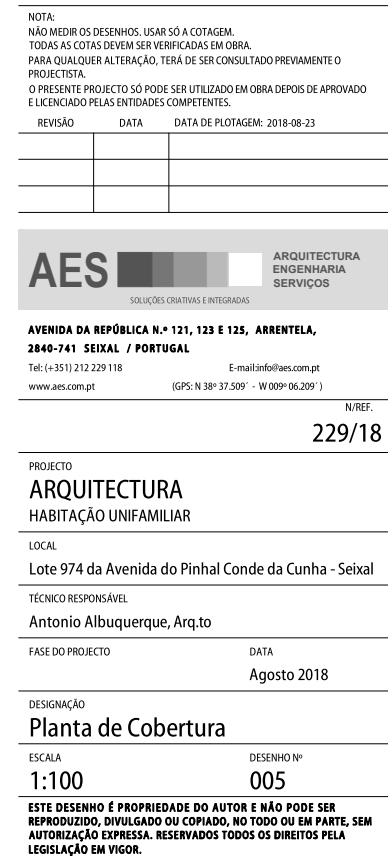 NOTA:
NÃO MEDIR OS DESENHOS. USAR SÓ A COTAGEM.
TODAS AS COTAS DEVEM SER VERIFICADAS EM OBRA.
PARA QUALQUER ALTERAÇÃO, TERÁ DE SER CONSULTADO PREVIAMENTE O
PROJECTISTA.
O PRESENTE PROJECTO SÓ PODE SER UTILIZADO EM OBRA DEPOIS DE APROVADO
E LICENCIADO PELAS ENTIDADES COMPETENTES.
REVISÃO DATA DATA DE PLOTAGEM: 2018-08-23
AES
ARQUITECTURA
ENGENHARIA
SERVIÇOS
SOLUÇÕES CRIATIVAS E INTEGRADAS
AVENIDA DA REPÚBLICA N.º 121, 123 E 125, ARRENTELA,
2840-741 SEIXAL / PORTUGAL
Tel: (+351) 212 229 118 E-mail:info@aes.com.pt
www.aes.com.pt (GPS: N 38º 37.509´ - W 009º 06.209´)
N/REF.
229/18
PROJECTO
ARQUITECTURA
HABITAÇÃO UNIFAMILIAR
LOCAL
Lote 974 da Avenida do Pinhal Conde da Cunha - Seixal
TÉCNICO RESPONSÁVEL
Antonio Albuquerque, Arq.to
FASE DO PROJECTO DATA
Agosto 2018
DESIGNAÇÃO
Planta de Cobertura
ESCALA DESENHO Nº
1:100 005
ESTE DESENHO É PROPRIEDADE DO AUTOR E NÃO PODE SER
REPRODUZIDO, DIVULGADO OU COPIADO, NO TODO OU EM PARTE, SEM
AUTORIZAÇÃO EXPRESSA. RESERVADOS TODOS OS DIREITOS PELA
LEGISLAÇÃO EM VIGOR.